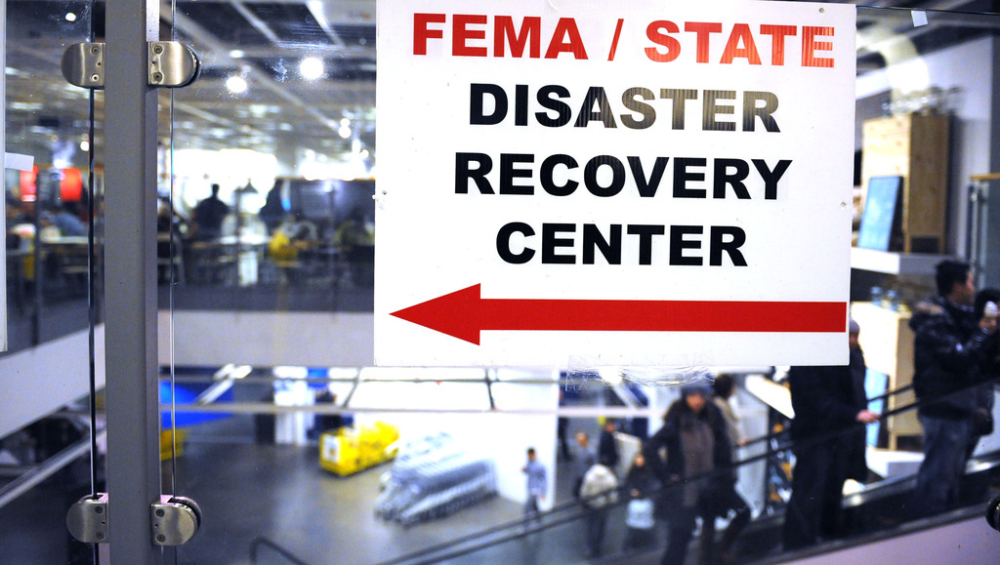 FEMA / STATE
DISASTER
RECOVERY
CENTER